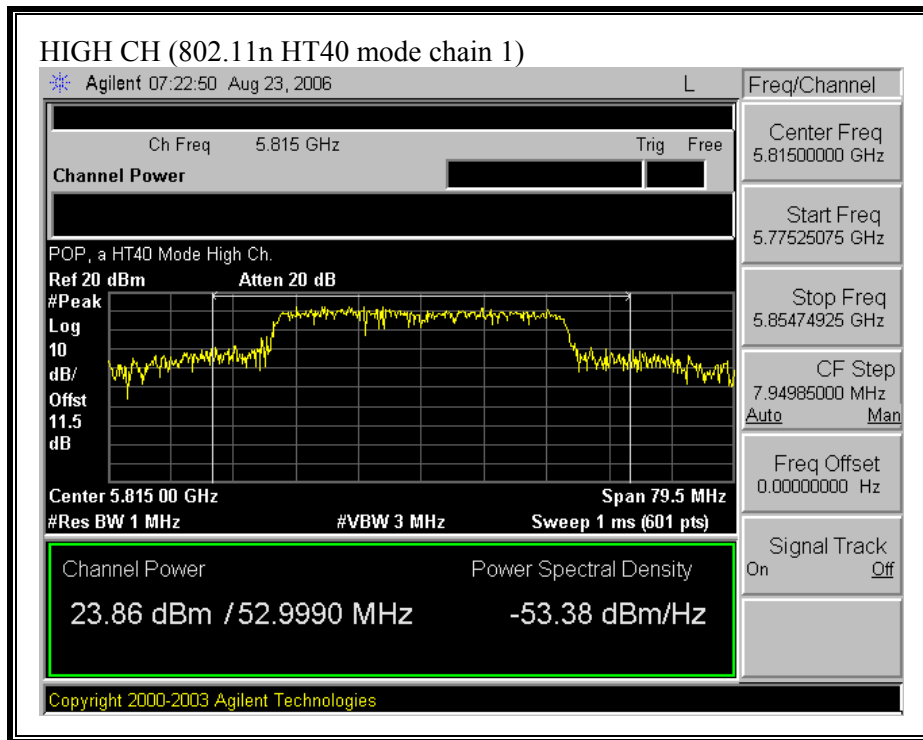 HIGH CH (802.11n HT40 mode chain 1)
Agilent 07:22:50 Aug 23, 2006 L
Freq/Channel
Ch Freq 5.815 GHz Trig Free
Channel Power
Center Freq
5.81500000 GHz
Start Freq
5.77525075 GHz
Stop Freq
5.85474925 GHz
CF Step
7.94985000 MHz
Auto Man
Freq Offset
0.00000000 Hz
Signal Track
On Off
POP, a HT40 Mode High Ch.
Ref 20 dBm Atten 20 dB
#Peak
Log
10
dB/
Offst
11.5
dB
Center 5.815 00 GHz Span 79.5 MHz
#Res BW 1 MHz #VBW 3 MHz Sweep 1 ms (601 pts)
Channel Power Power Spectral Density
23.86 dBm / 52.9990 MHz -53.38 dBm/Hz
Copyright 2000-2003 Agilent Technologies